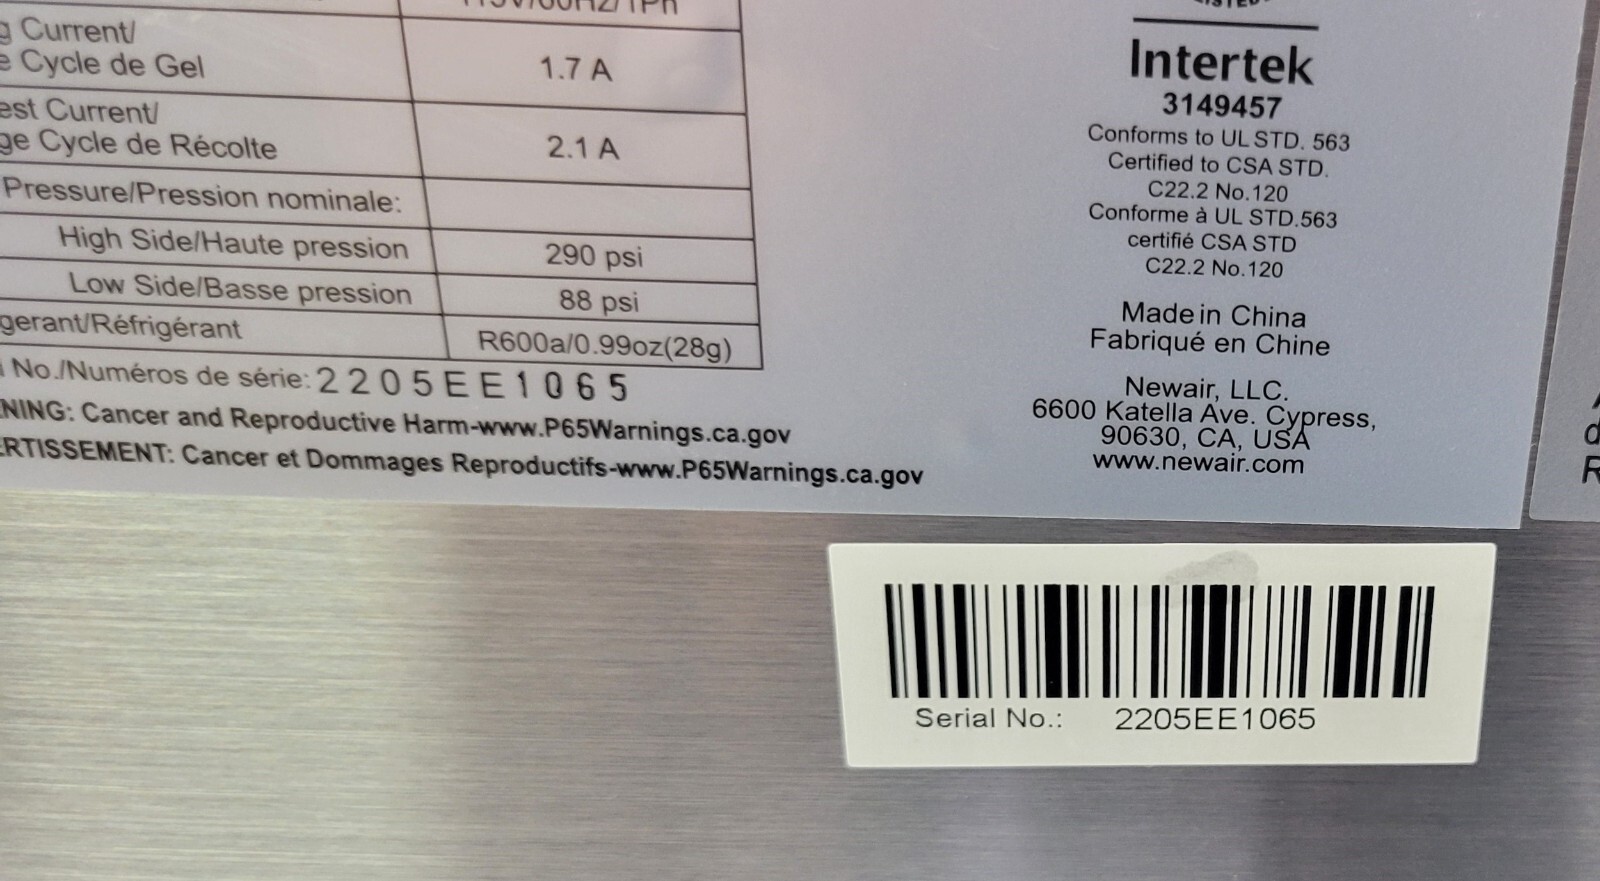 115V/60Hz/1Ph
Current/
Cycle de Gel
1.7 A
Current/
Cycle de Récolte
2.1 A
Pressure/Pression nominale:
High Side/Haute pression
290 psi
Low Side/Basse pression
88 psi
gerant/Réfrigérant
R600a/0.99oz(28g)
No./Numéros de série: 2205EE1065
NING: Cancer and Reproductive Harm-www.P65Warnings.ca.gov
ERTISSEMENT: Cancer et Dommages Reproductifs-www.P65Warnings.ca.gov
Intertek
3149457
Conforms to UL STD. 563
Certified to CSA STD.
C22.2 No.120
Conforme à UL STD.563
certifié CSA STD
C22.2 No.120
Made in China
Fabriqué en Chine
Newair, LLC.
6600 Katella Ave. Cypress,
90630, CA, USA
www.newair.com
Serial No.: 2205EE1065